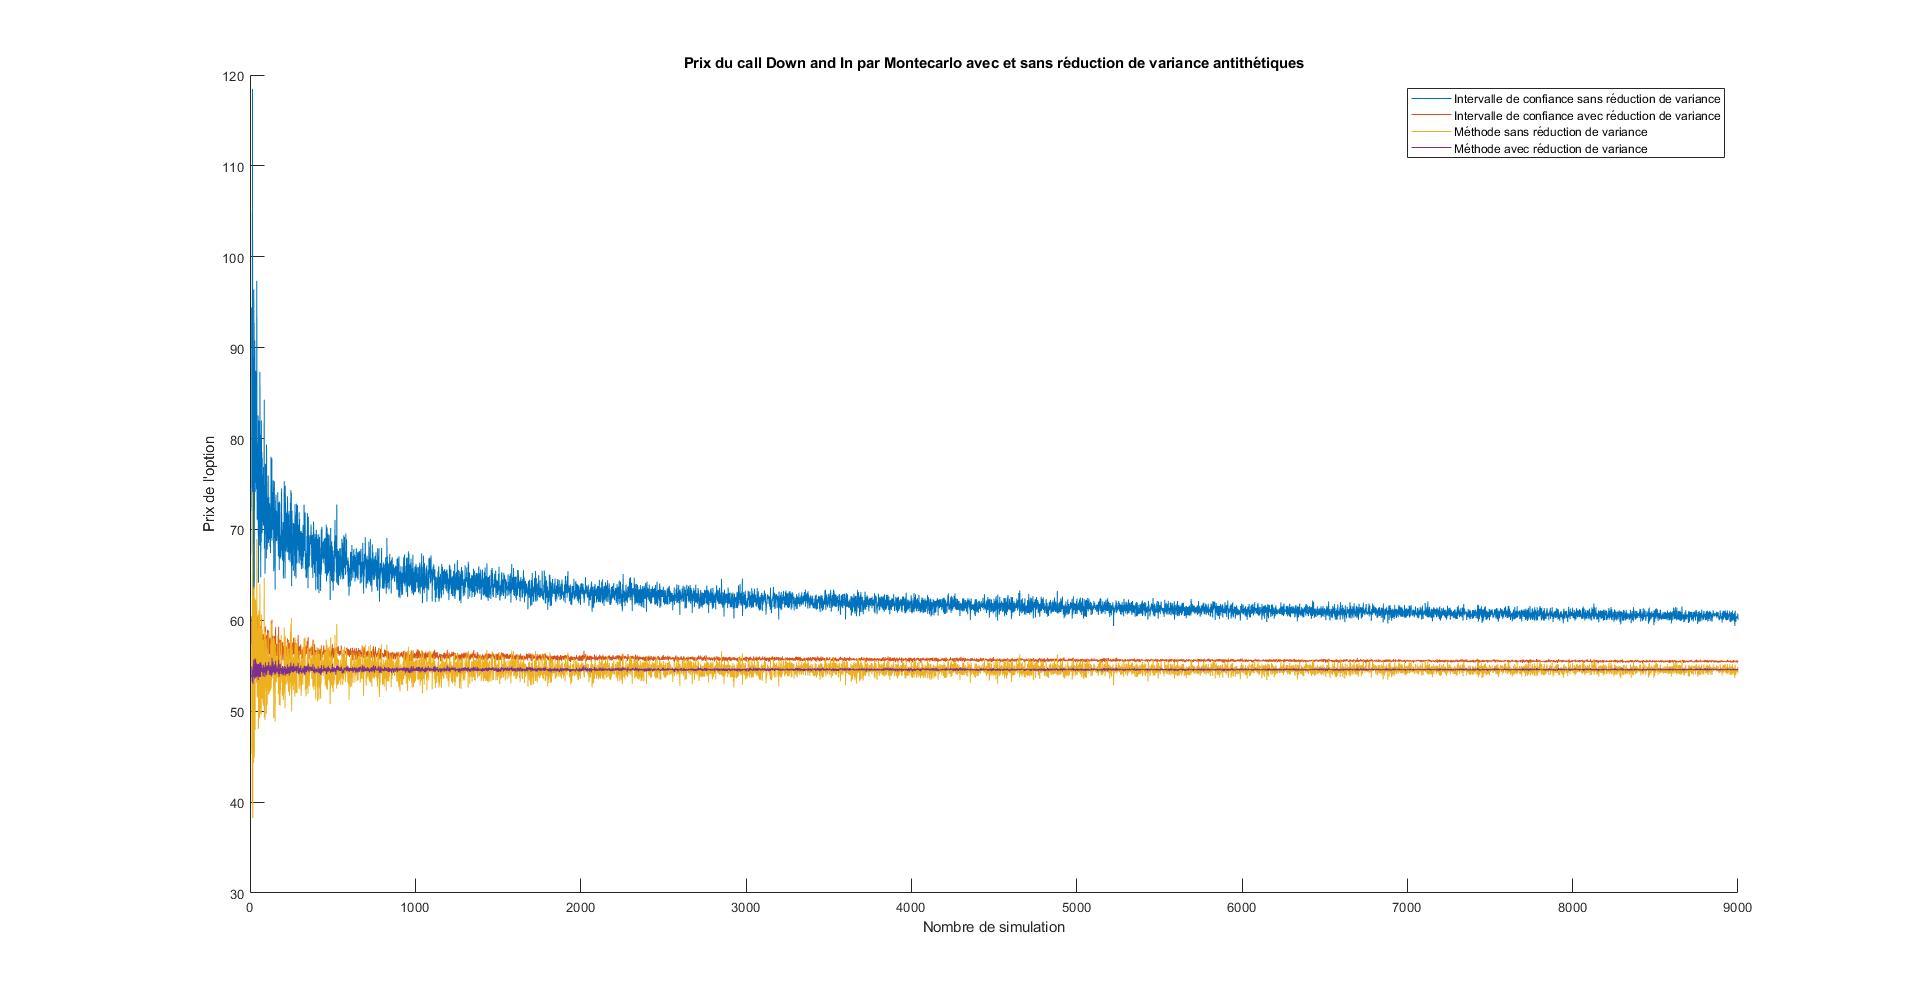 Prix du call Down and In par Montecarlo avec et sans réduction de variance antithétiques
Intervalle de confiance sans réduction de variance
Intervalle de confiance avec réduction de variance
Méthode sans réduction de variance
Méthode avec réduction de variance
120
110
100
90
80
70
60
50
40
30
Prix de l'option
0
1000
2000
3000
4000
5000
6000
7000
8000
9000
Nombre de simulation